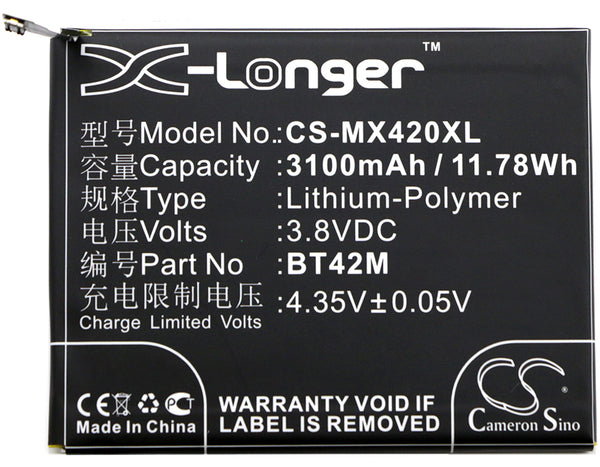 X-Longer™
型号Model No.:CS-MX420XL
容量Capacity :3100mAh / 11.78Wh
规格Type :Lithium-Polymer
电压Volts :3.8VDC
编号Part No :BT42M
充电限制电压 :4.35V±0.05V
Charge Limited Volts
CE FC
Made In China
WARRANTY VOID IF
LABEL IS REMOVED
CS
Cameron Sino